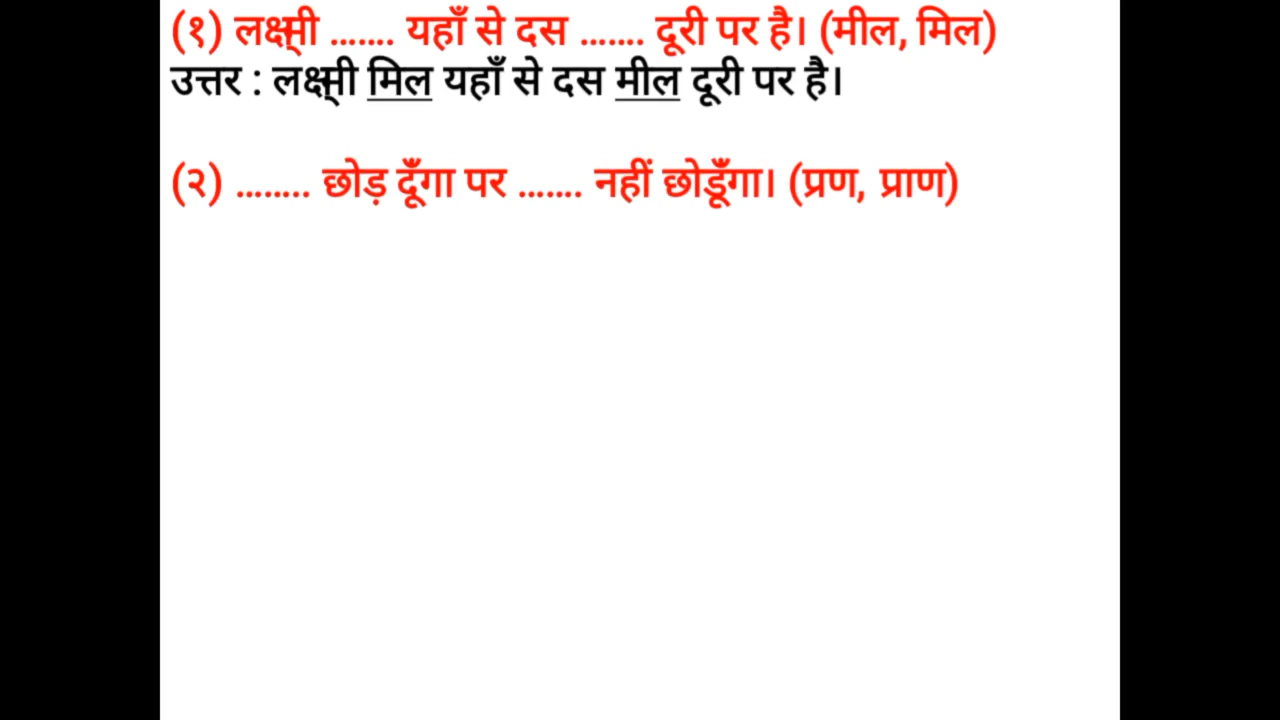 (१) लक्ष्मी ....... यहाँ से दस ....... दूरी पर है। (मील, मिल)
उत्तर : लक्ष्मी मिल यहाँ से दस मील दूरी पर है।
(२) ........ छोड़ दूँगा पर ....... नहीं छोडूँगा। (प्रण, प्राण)